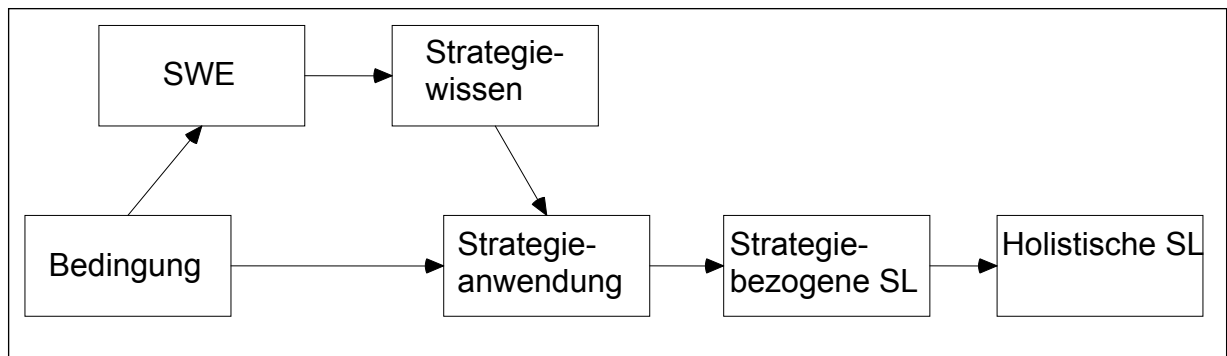 SWE
Strategie-
wissen
Bedingung
Strategie-
anwendung
Strategie-
bezogene SL
Holistische SL